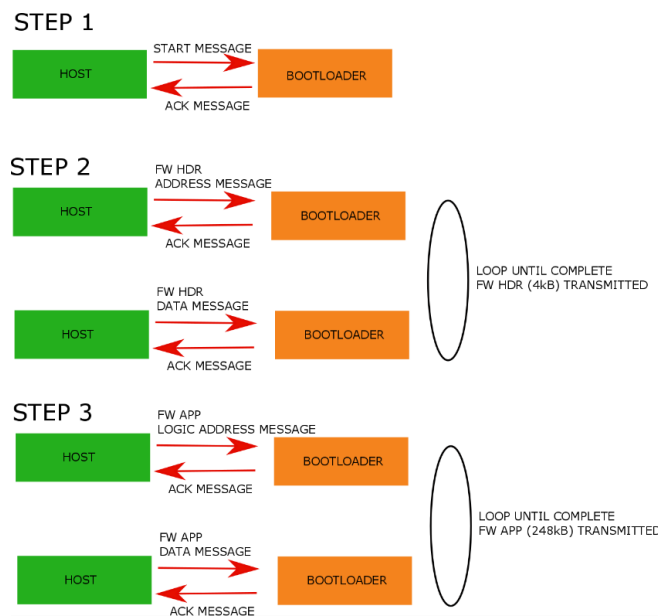 STEP 1
START MESSAGE
HOST
BOOTLOADER
ACK MESSAGE
STEP 2
FW HDR
ADDRESS MESSAGE
HOST
BOOTLOADER
ACK MESSAGE
LOOP UNTIL COMPLETE
FW HDR (4kB) TRANSMITTED
FW HDR
DATA MESSAGE
HOST
BOOTLOADER
ACK MESSAGE
STEP 3
FW APP
LOGIC ADDRESS MESSAGE
HOST
BOOTLOADER
ACK MESSAGE
LOOP UNTIL COMPLETE
FW APP (248kB) TRANSMITTED
FW APP
DATA MESSAGE
HOST
BOOTLOADER
ACK MESSAGE